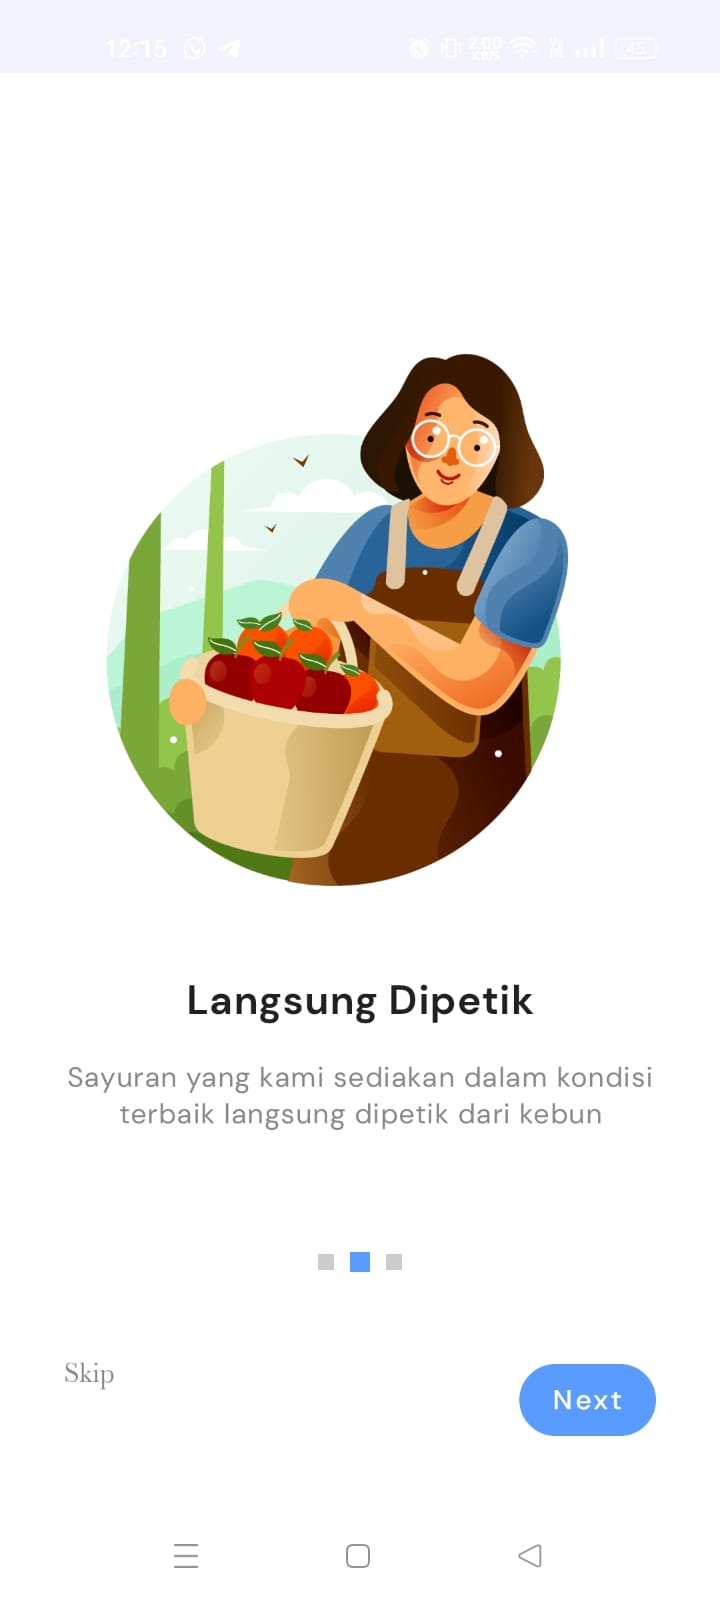 12:15
2.00
KB/S
45
Langsung Dipetik
Sayuran yang kami sediakan dalam kondisi
terbaik langsung dipetik dari kebun
Skip
Next